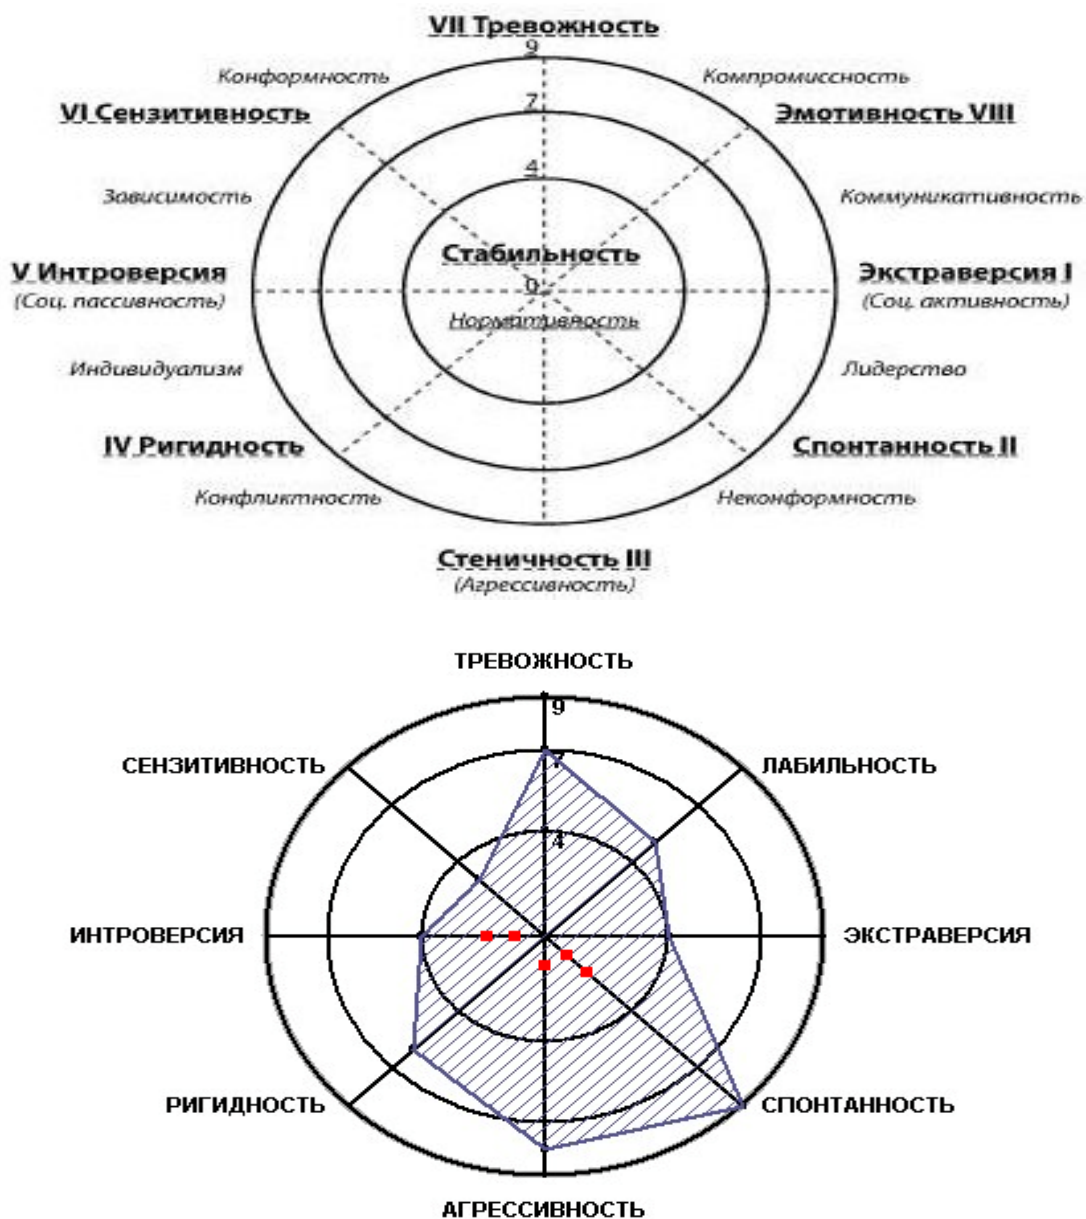 VII Тревожность
9
Конформность
Компромиссность
7
VI Сензитивность
Эмотивность VIII
4
Зависимость
Коммуникативность
Стабильность
V Интроверсия
0
Экстраверсия I
(Соц. пассивность)
(Соц. активность)
Нормативность
Индивидуализм
Лидерство
IV Ригидность
Спонтанность II
Конфликтность
Неконформность
Стеничность III
(Агрессивность)
ТРЕВОЖНОСТЬ
9
СЕНЗИТИВНОСТЬ
7
ЛАБИЛЬНОСТЬ
4
ИНТРОВЕРСИЯ
ЭКСТРАВЕРСИЯ
РИГИДНОСТЬ
СПОНТАННОСТЬ
АГРЕССИВНОСТЬ